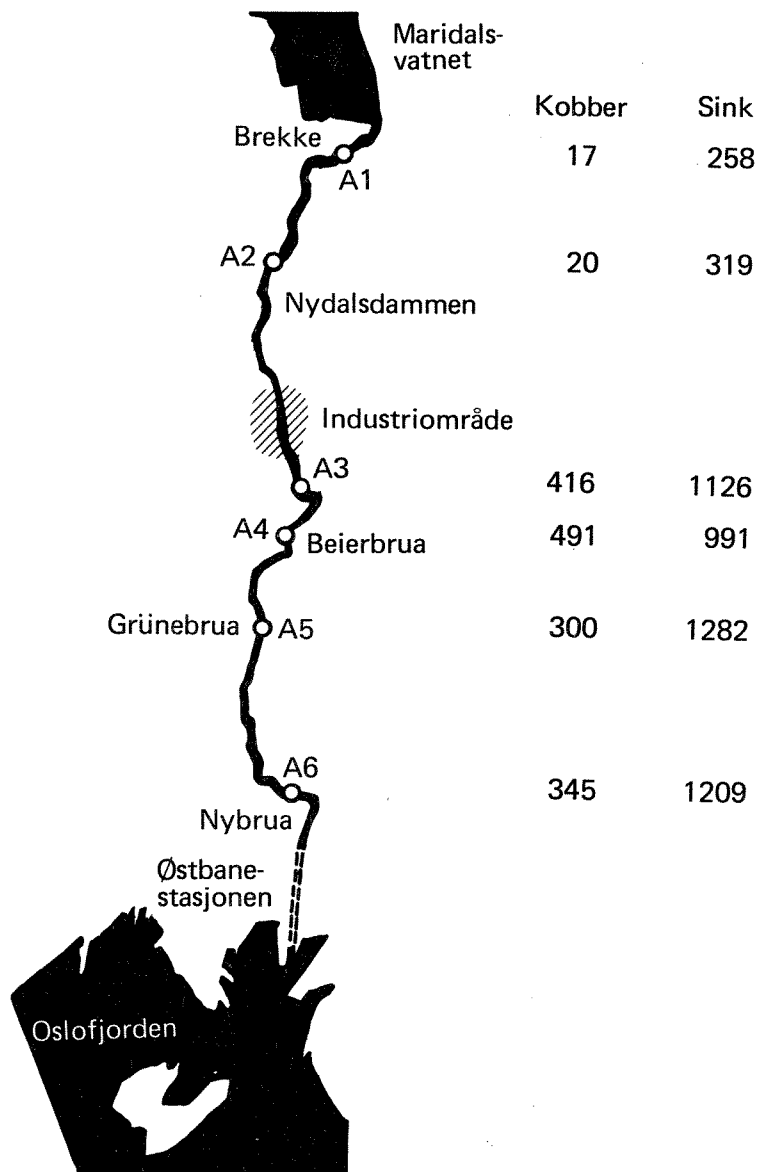 Maridals-
vatnet
Kobber Sink
Brekke
A1 17 258
A2 20 319
Nydalsdammen
Industriområde
A3 416 1126
A4 Beierbrua 491 991
Grünebrua A5 300 1282
A6 345 1209
Nybrua
Østbane-
stasjonen
Oslofjorden